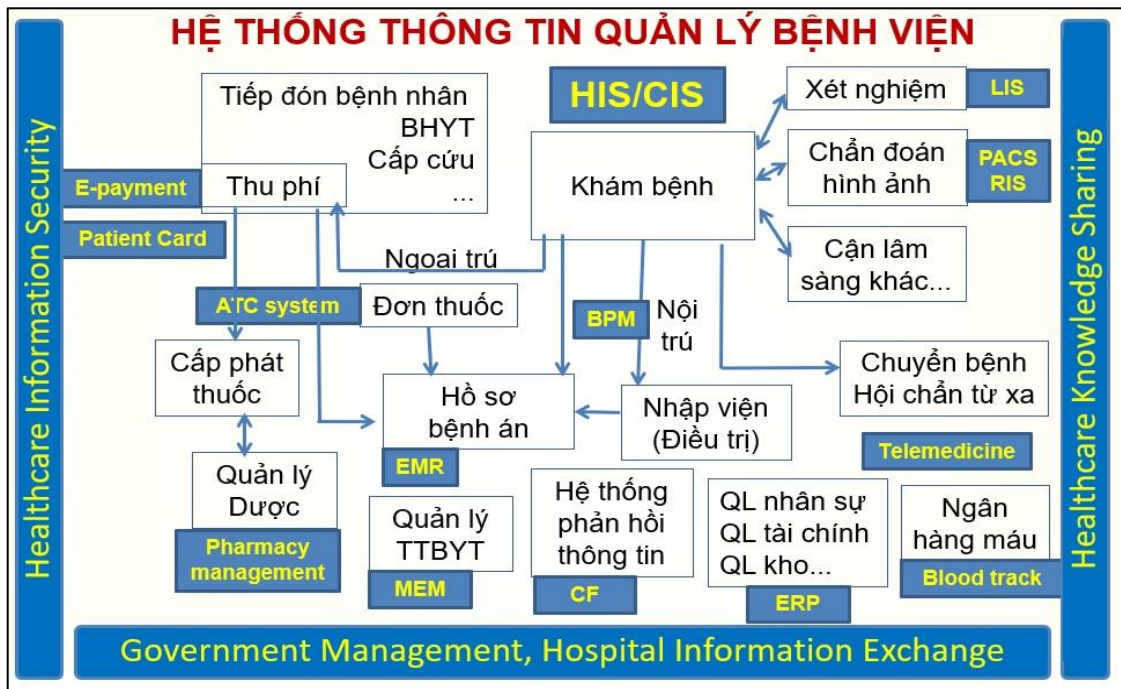 HỆ THỐNG THÔNG TIN QUẢN LÝ BỆNH VIỆN
Healthcare Information Security
Tiếp đón bệnh nhân
BHYT
Cấp cứu
...
Thu phí
E-payment
Patient Card
HIS/CIS
Khám bệnh
Xét nghiệm
LIS
Chẩn đoán
hình ảnh
PACS
RIS
Cận lâm
sàng khác...
Ngoai trú
ATC system
Đơn thuốc
BPM
Nội
trú
Cấp phát
thuốc
Hồ sơ
bệnh án
EMR
Nhập viện
(Điều trị)
Chuyển bệnh
Hội chẩn từ xa
Telemedicine
Quản lý
Dược
Pharmacy
management
Quản lý
TTBYT
MEM
Hệ thống
phản hồi
thông tin
CF
QL nhân sự
QL tài chính
QL kho...
ERP
Ngân
hàng máu
Blood track
Healthcare Knowledge Sharing
Government Management, Hospital Information Exchange